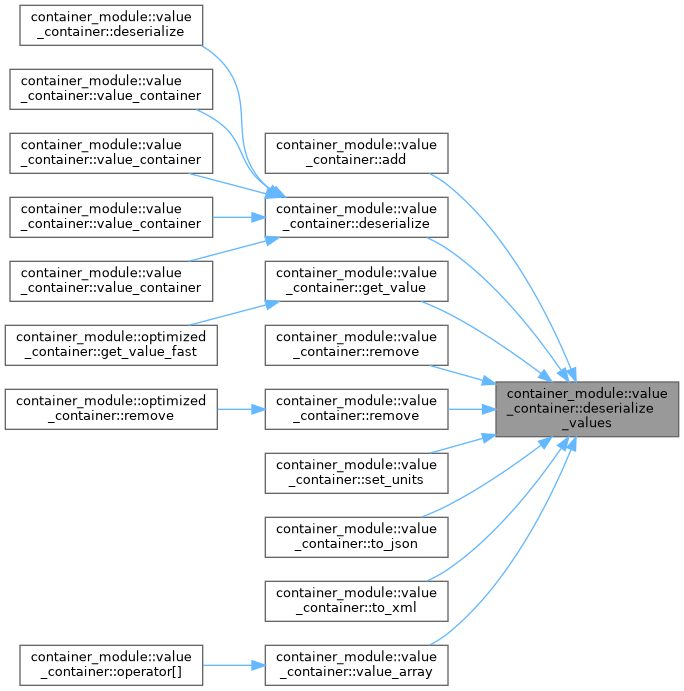 container_module::value
_container::deserialize
container_module::value
_container::value_container
container_module::value
_container::value_container
container_module::value
_container::value_container
container_module::value
_container::value_container
container_module::optimized
_container::get_value_fast
container_module::optimized
_container::remove
container_module::value
_container::operator[]
container_module::value
_container::add
container_module::value
_container::deserialize
container_module::value
_container::get_value
container_module::value
_container::remove
container_module::value
_container::remove
container_module::value
_container::set_units
container_module::value
_container::to_json
container_module::value
_container::to_xml
container_module::value
_container::value_array
container_module::value
_container::deserialize
_values